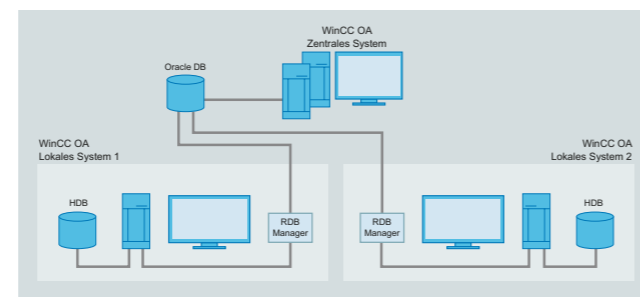 WinCC OA
Zentrales System
Oracle DB
WinCC OA
Lokales System 1
WinCC OA
Lokales System 2
HDB
RDB
Manager
RDB
Manager
HDB